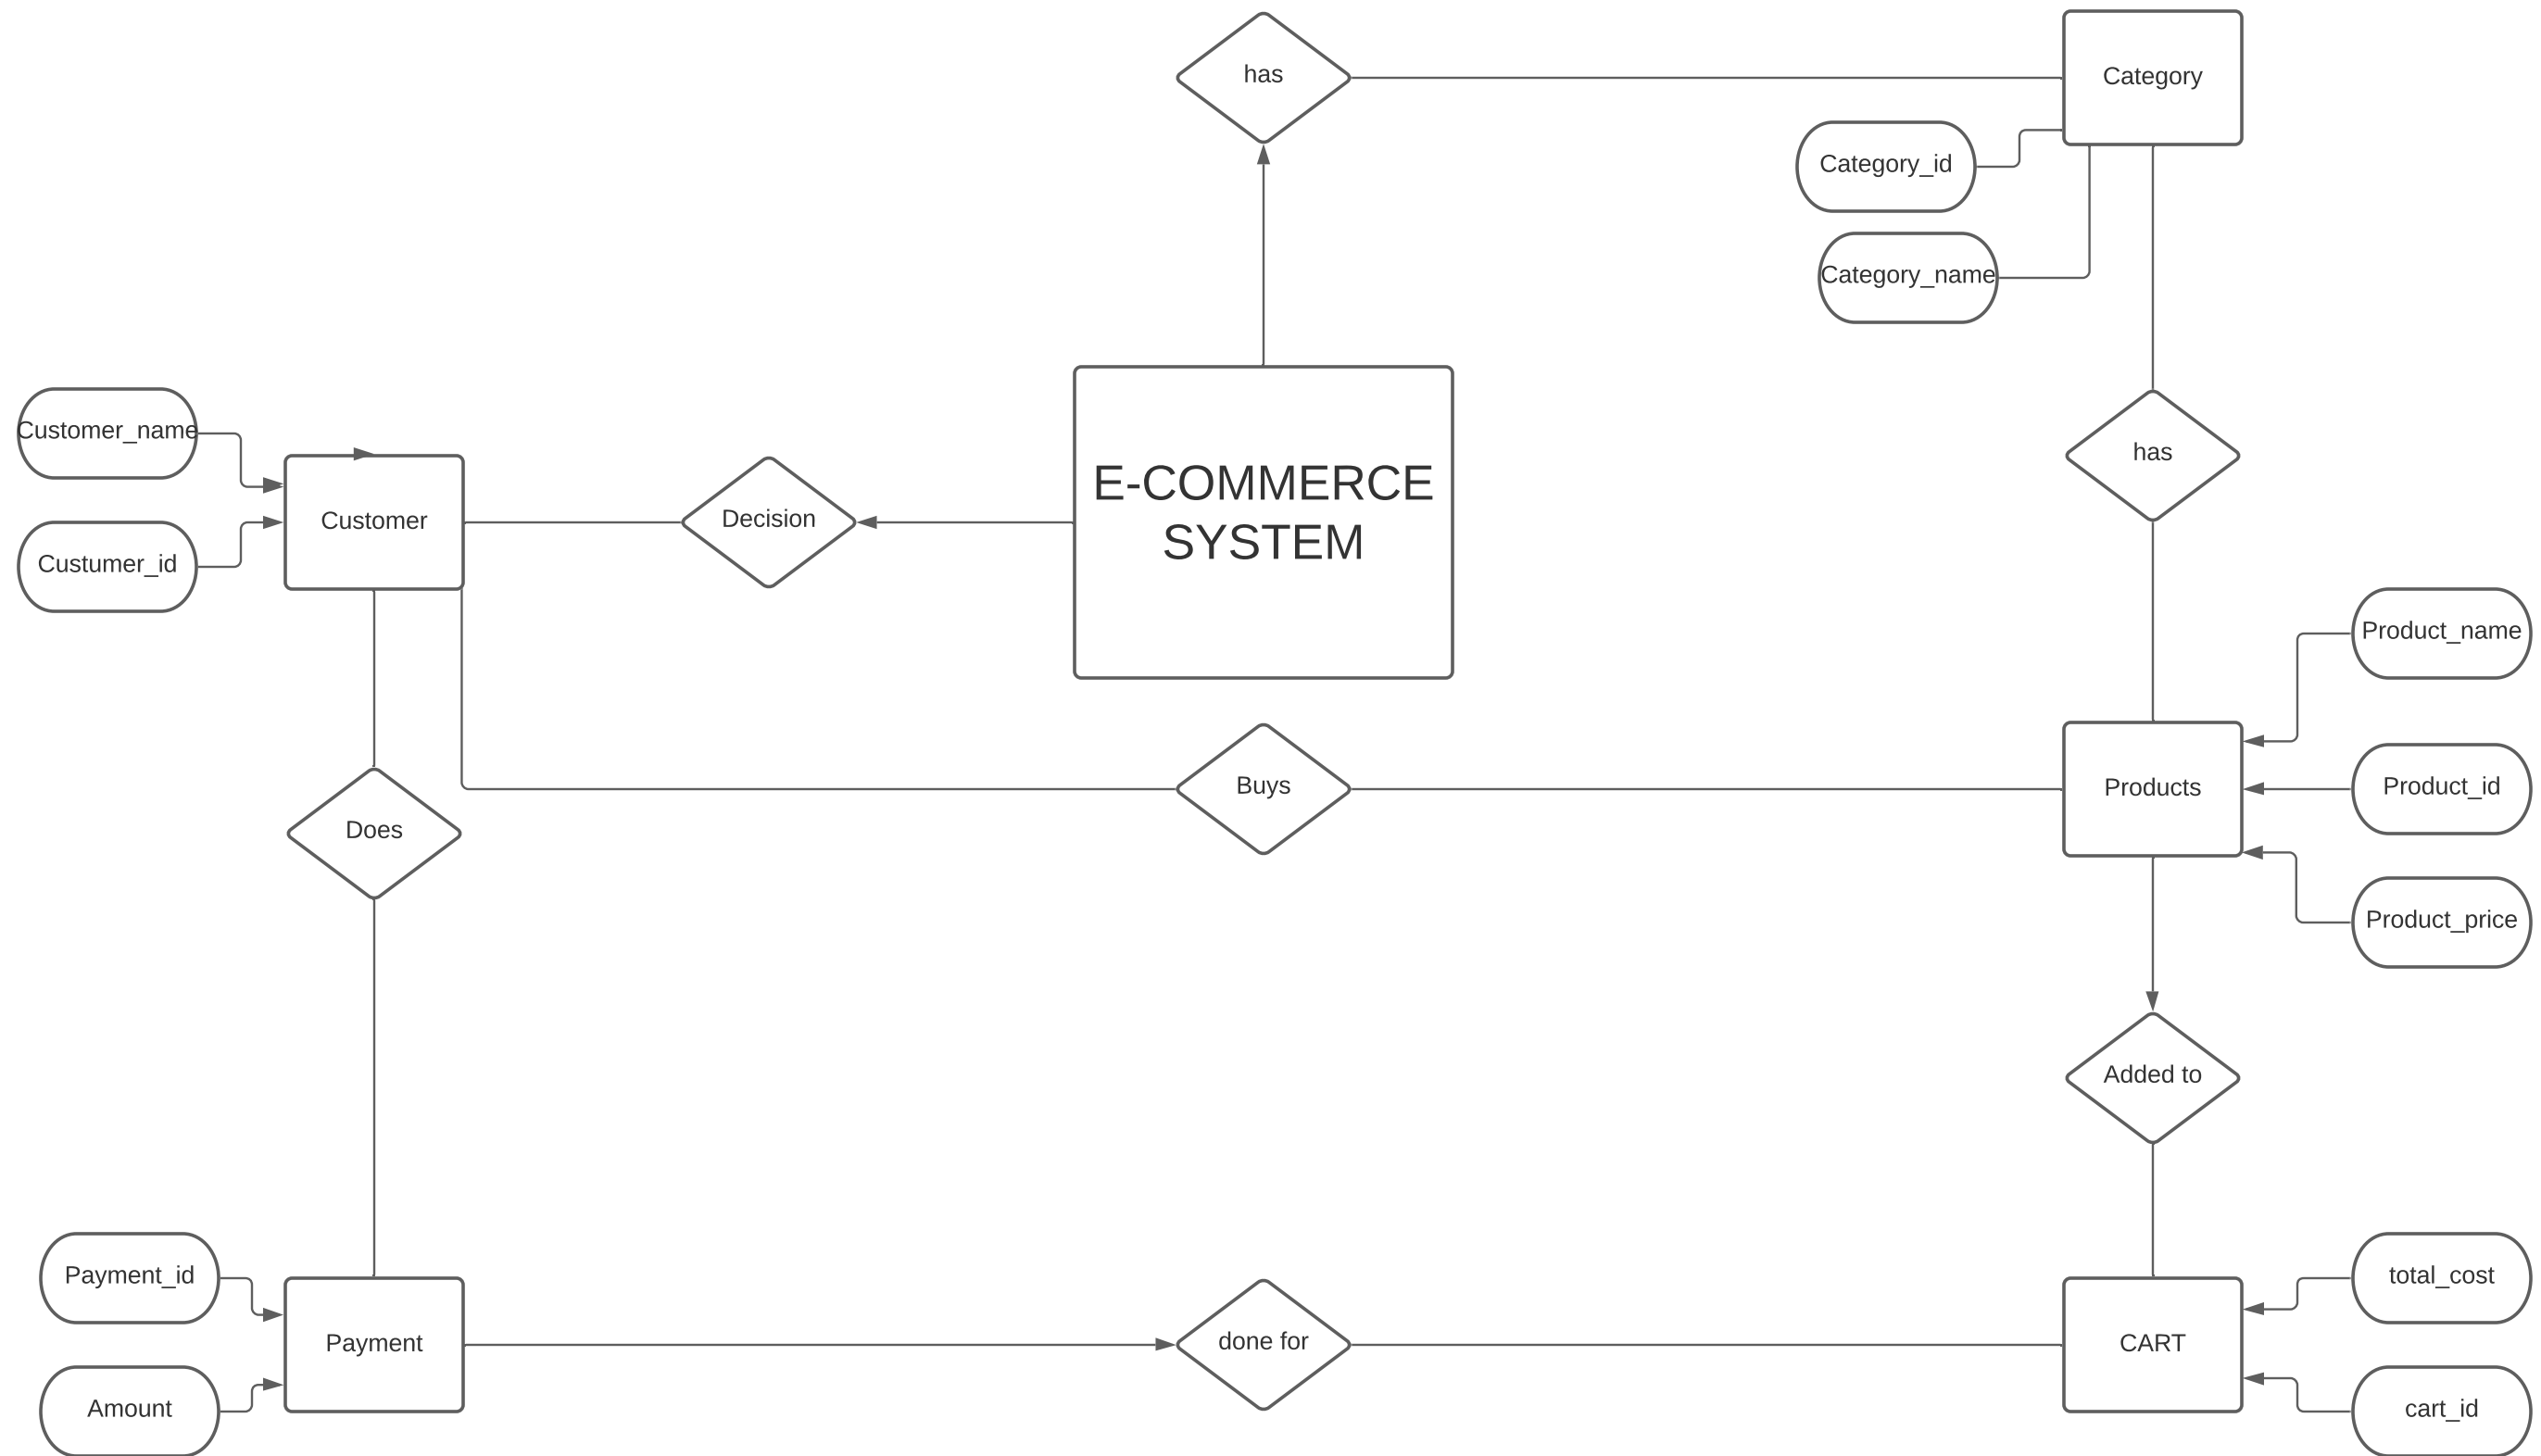 has
Category
Category_id
Category_name
Customer_name
has
E-COMMERCE
SYSTEM
Customer
Decision
Custumer_id
Product_name
Buys
Products
Product_id
Does
Product_price
Added to
Payment_id
total_cost
Payment
done for
CART
Amount
cart_id